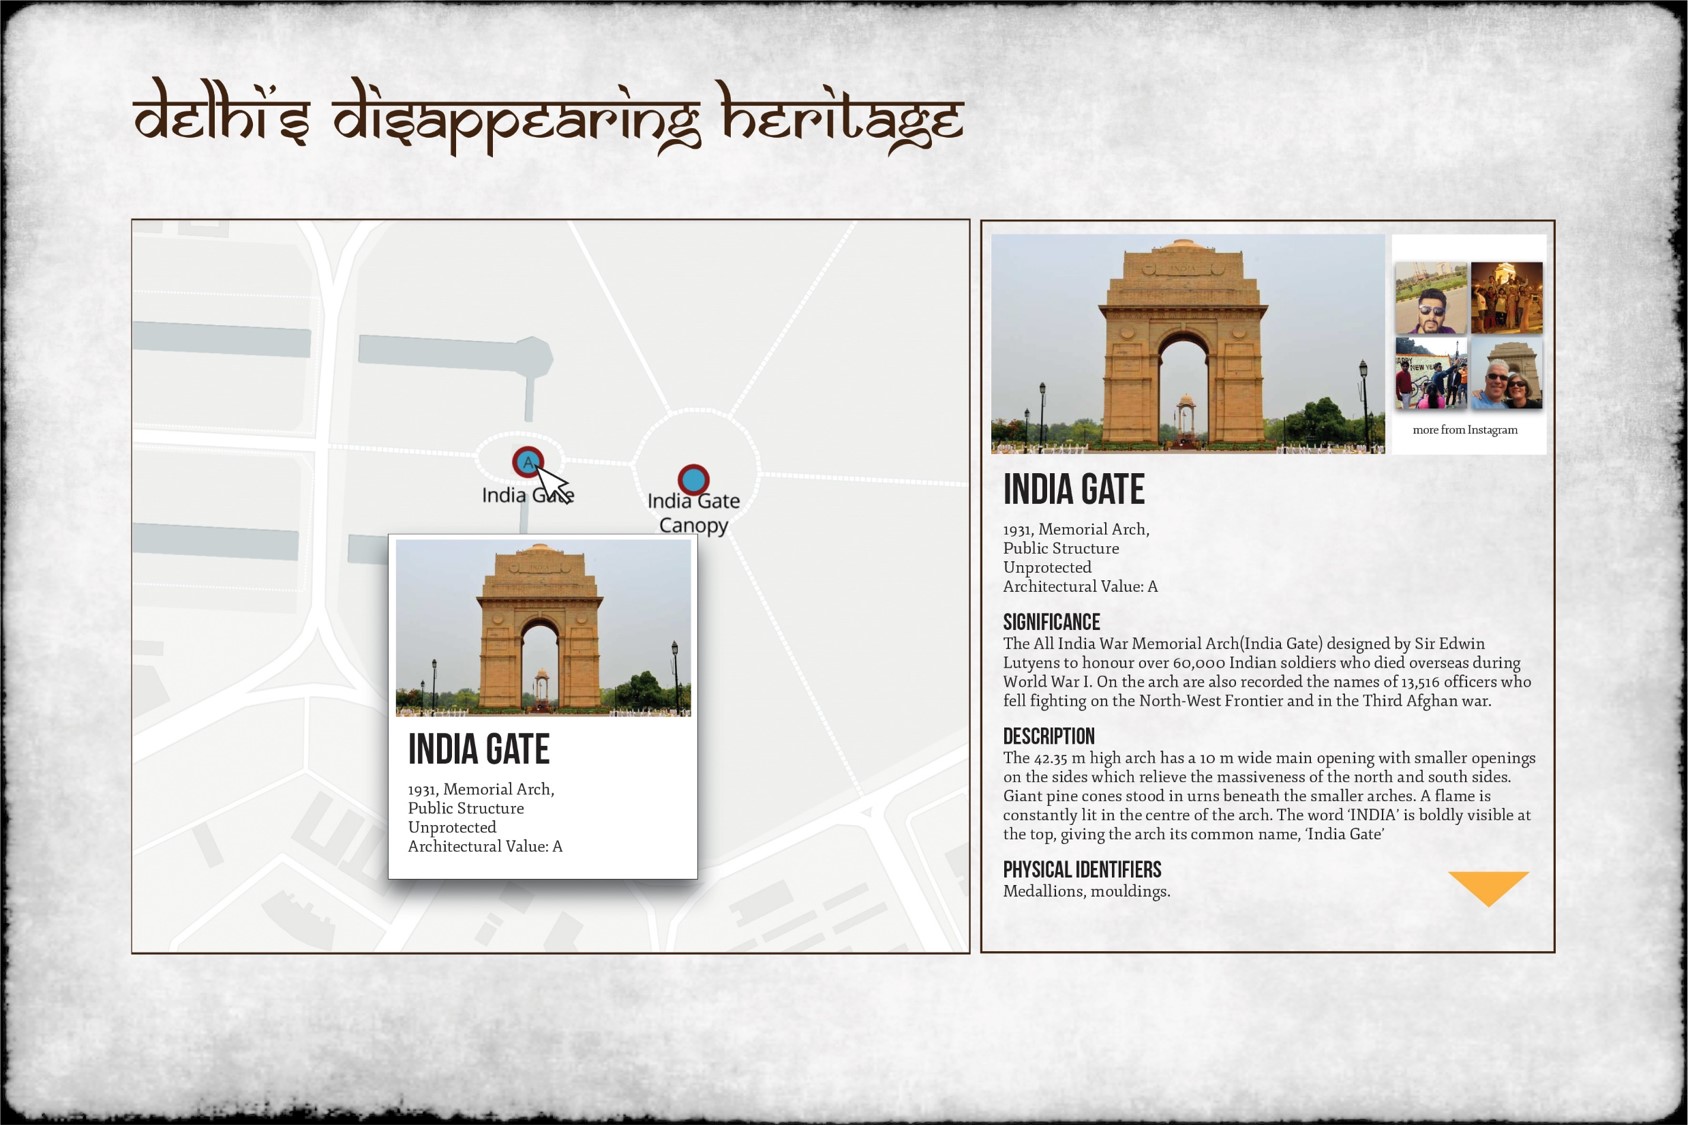 delhi's disappearing heritage
A
India Gate
India Gate
Canopy
INDIA GATE
1931, Memorial Arch,
Public Structure
Unprotected
Architectural Value: A
INDIA
more from Instagram
INDIA GATE
1931, Memorial Arch,
Public Structure
Unprotected
Architectural Value: A
SIGNIFICANCE
The All India War Memorial Arch(India Gate) designed by Sir Edwin
Lutyens to honour over 60,000 Indian soldiers who died overseas during
World War I. On the arch are also recorded the names of 13,516 officers who
fell fighting on the North-West Frontier and in the Third Afghan war.
DESCRIPTION
The 42.35 m high arch has a 10 m wide main opening with smaller openings
on the sides which relieve the massiveness of the north and south sides.
Giant pine cones stood in urns beneath the smaller arches. A flame is
constantly lit in the centre of the arch. The word ‘INDIA’ is boldly visible at
the top, giving the arch its common name, ‘India Gate’
PHYSICAL IDENTIFIERS
Medallions, mouldings.